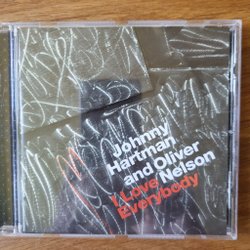 Johnny
Hartman
and Oliver
Nelson
I Love
Everybody